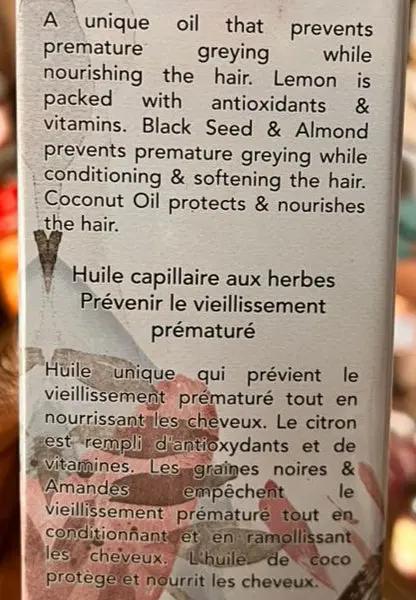 A unique oil that prevents
premature greying while
nourishing the hair. Lemon is
packed with antioxidants &
vitamins. Black Seed & Almond
prevents premature greying while
conditioning & softening the hair.
Coconut Oil protects & nourishes
the hair.
Huile capillaire aux herbes
Prévenir le vieillissement
prématuré
Huile unique qui prévient le
vieillissement prématuré tout en
nourrissant les cheveux. Le citron
est rempli d'antioxydants et de
vitamines. Les graines noires &
Amandes empêchent le
vieillissement prématuré tout en
conditionnant et en ramollissant
les cheveux. L'huile de coco
protège et nourrit les cheveux.